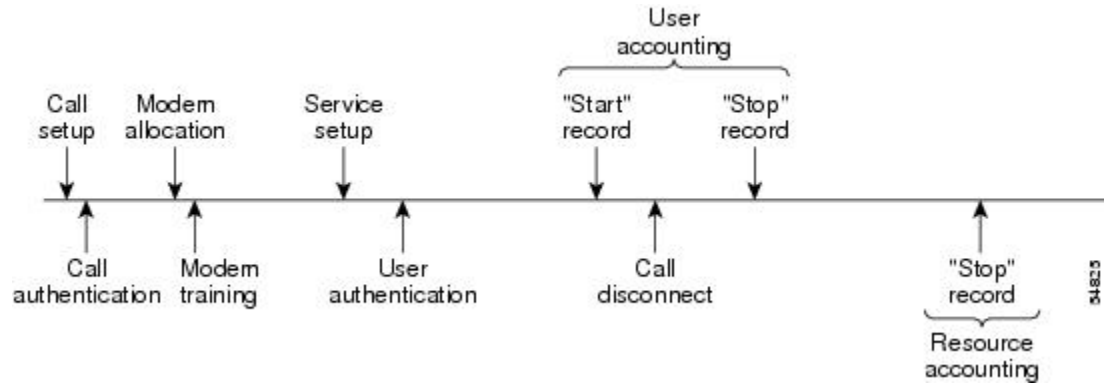 User
accounting
Call
setup
Modem
allocation
Service
setup
"Start"
record
"Stop"
record
Call
authentication
Modem
training
User
authentication
Call
disconnect
"Stop"
record
Resource
accounting
54825